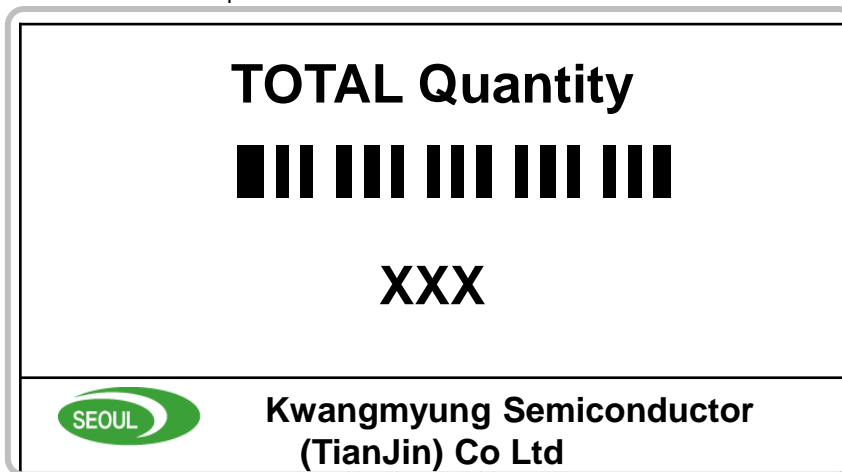 TOTAL Quantity
XXX
SEOUL
Kwangmyung Semiconductor
(TianJin) Co Ltd